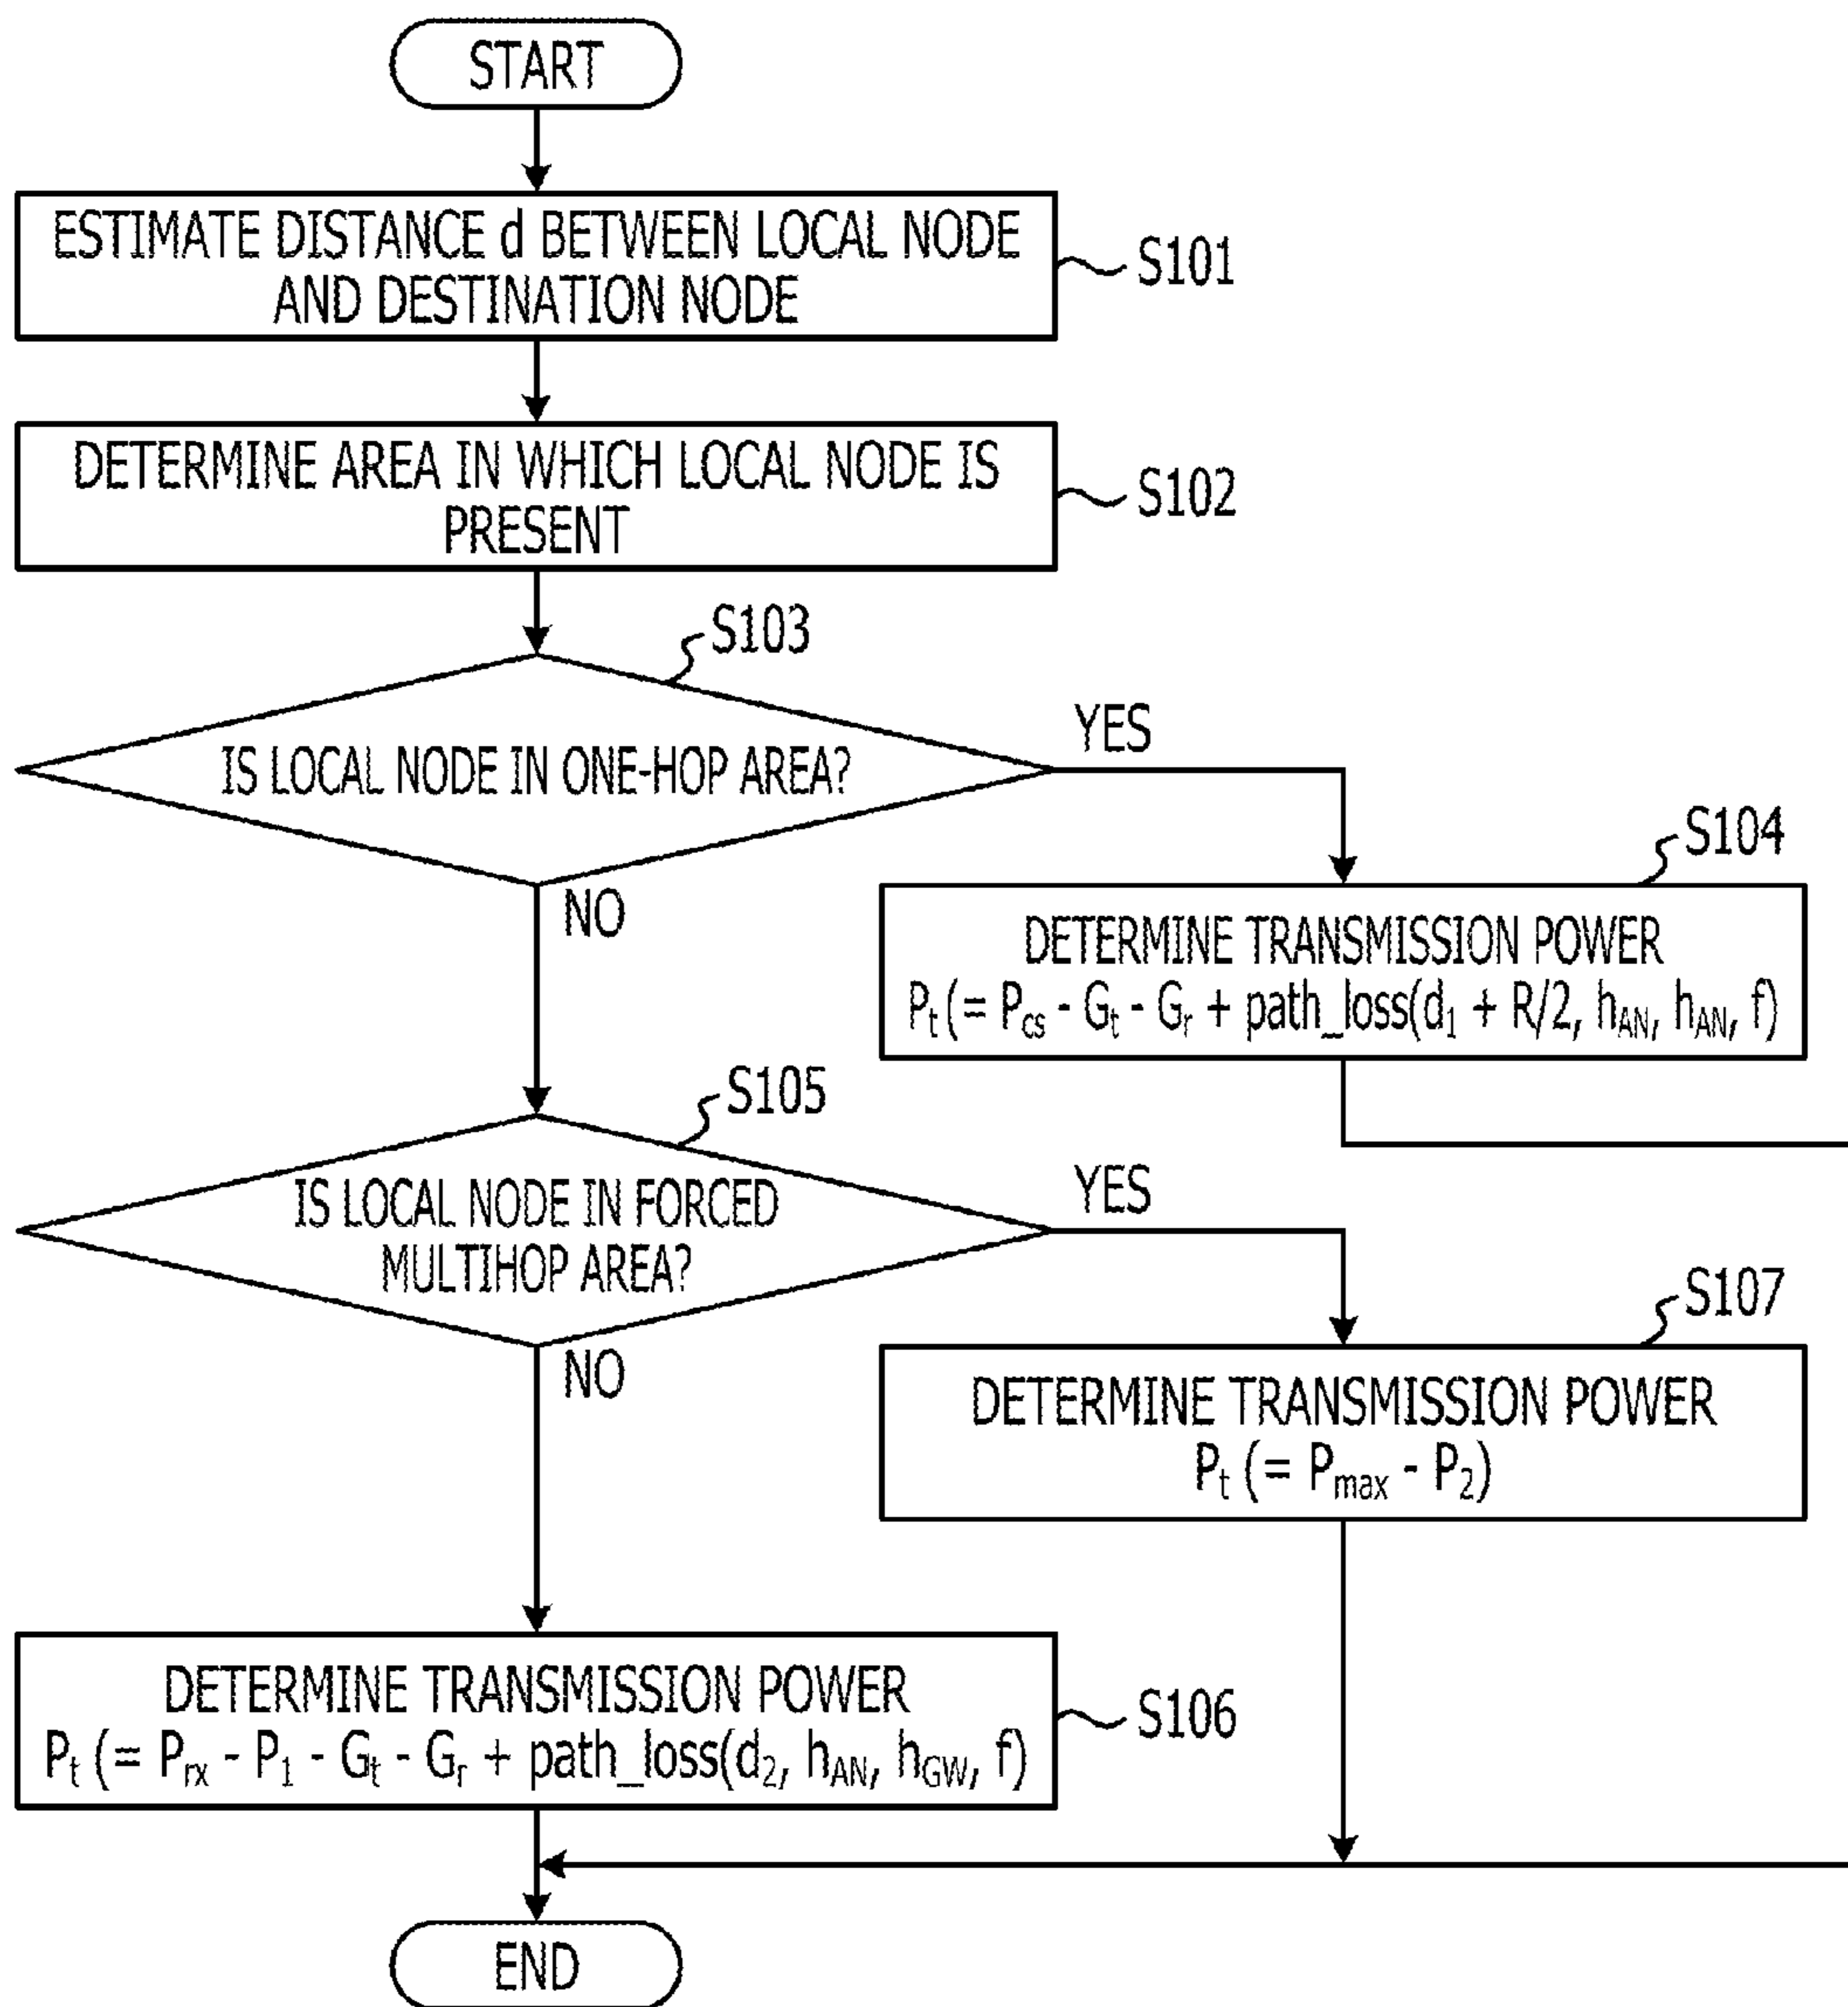 START
ESTIMATE DISTANCE d BETWEEN LOCAL NODE
AND DESTINATION NODE
S101
DETERMINE AREA IN WHICH LOCAL NODE IS
PRESENT
S102
S103
IS LOCAL NODE IN ONE-HOP AREA?
YES
NO
S104
DETERMINE TRANSMISSION POWER
Pt (= Pcs - Gt - Gr + path_loss(d1 + R/2, hAN, hAN, f)
S105
IS LOCAL NODE IN FORCED
MULTIHOP AREA?
YES
NO
S107
DETERMINE TRANSMISSION POWER
Pt (= Pmax - P2)
DETERMINE TRANSMISSION POWER
Pt (= Prx - P1 - Gt - Gr + path_loss(d2, hAN, hGW, f)
S106
END